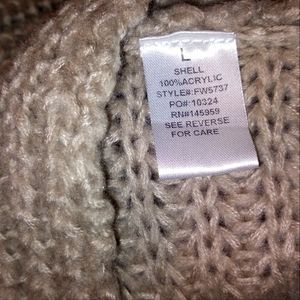 L
SHELL
100%ACRYLIC
STYLE#:FW5737
PO#:10324
RN#145959
SEE REVERSE
FOR CARE